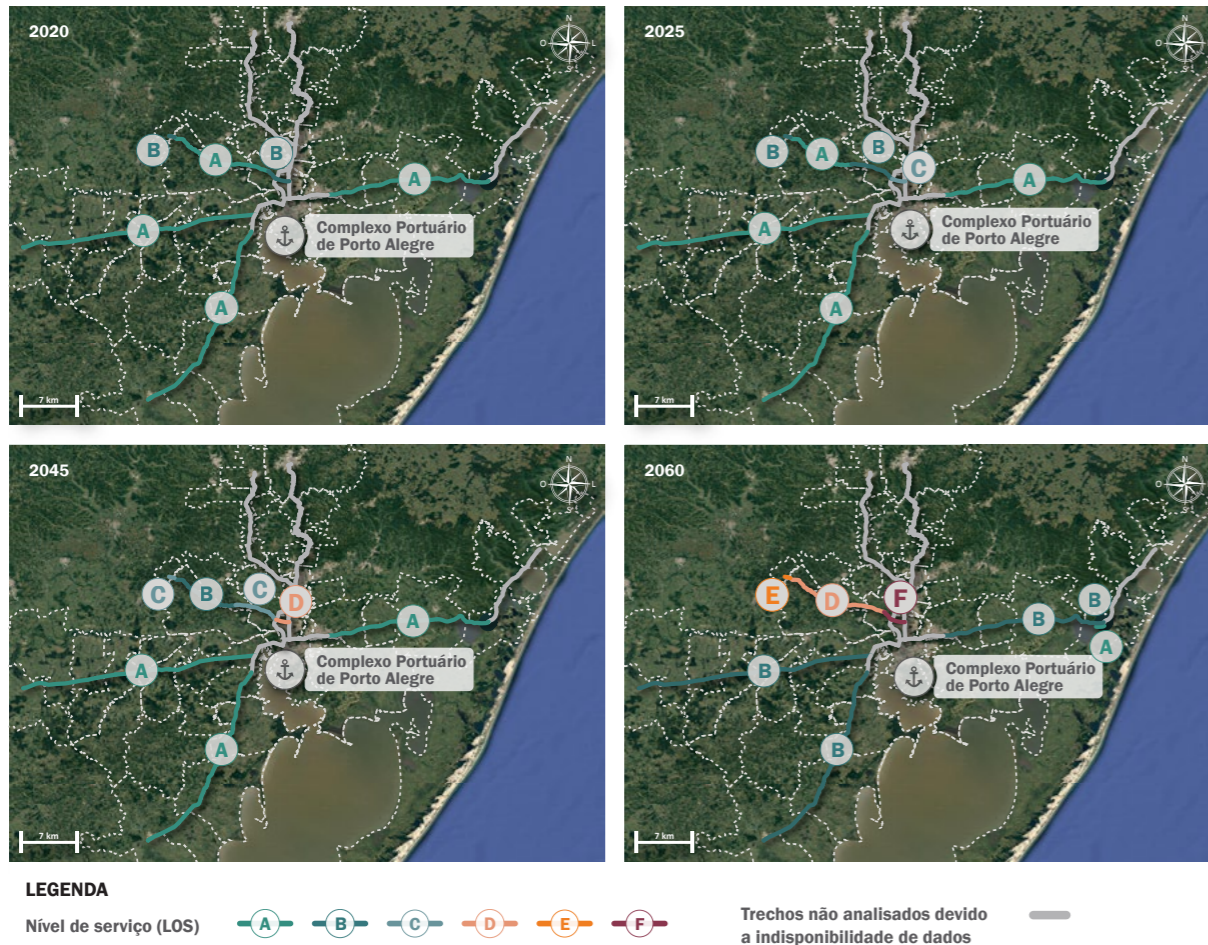 2020
N
O
L
S
B
A
B
A
A
Complexo Portuário
de Porto Alegre
A
7 km
2025
N
O
L
S
B
A
B
C
A
A
Complexo Portuário
de Porto Alegre
A
7 km
2045
N
O
L
S
C
B
C
D
A
A
Complexo Portuário
de Porto Alegre
A
7 km
2060
N
O
L
S
E
D
F
B
B
A
B
Complexo Portuário
de Porto Alegre
B
7 km
LEGENDA
Nível de serviço (LOS) A B C D E F
Trechos não analisados devido
a indisponibilidade de dados